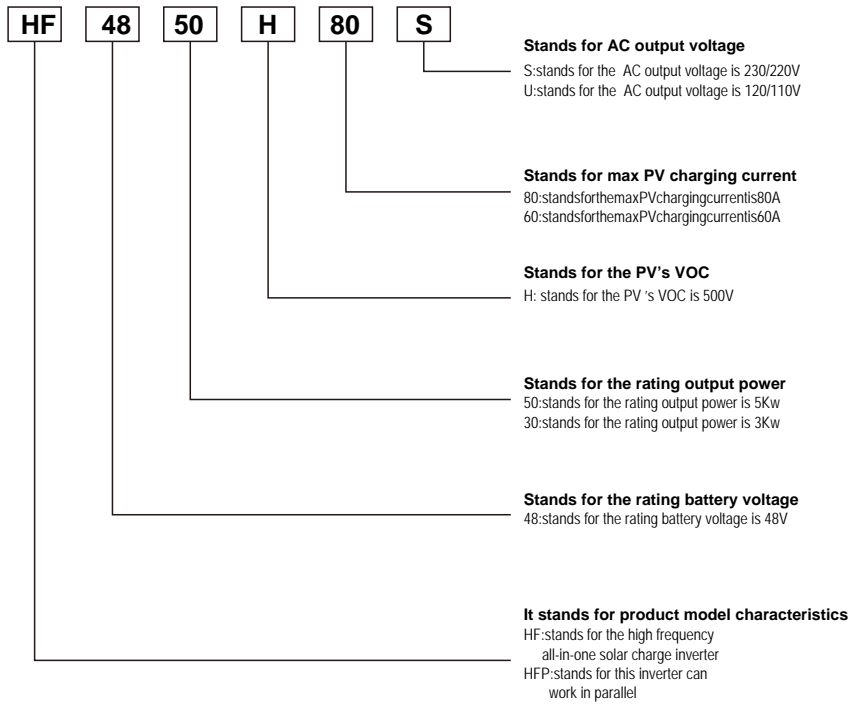 HF 48 50 H 80 S
Stands for AC output voltage
S:stands for the AC output voltage is 230/220V
U:stands for the AC output voltage is 120/110V
Stands for max PV charging current
80:standsforthemaxPVchargingcurrentis80A
60:standsforthemaxPVchargingcurrentis60A
Stands for the PV's VOC
H: stands for the PV 's VOC is 500V
Stands for the rating output power
50:stands for the rating output power is 5Kw
30:stands for the rating output power is 3Kw
Stands for the rating battery voltage
48:stands for the rating battery voltage is 48V
It stands for product model characteristics
HF:stands for the high frequency
all-in-one solar charge inverter
HFP:stands for this inverter can
work in parallel